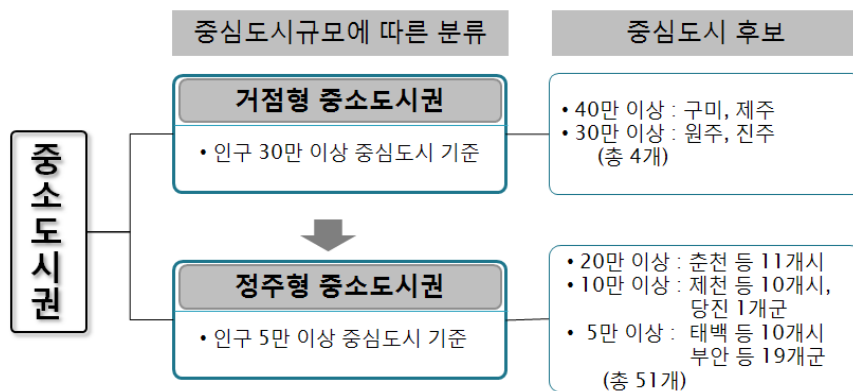 중심도시규모에 따른 분류
중심도시 후보
중소도시권
거점형 중소도시권
• 인구 30만 이상 중심도시 기준
• 40만 이상 : 구미, 제주
• 30만 이상 : 원주, 진주
(총 4개)
정주형 중소도시권
• 인구 5만 이상 중심도시 기준
• 20만 이상 : 춘천 등 11개시
• 10만 이상 : 제천 등 10개시,
당진 1개군
• 5만 이상 : 태백 등 10개시
부안 등 19개군
(총 51개)